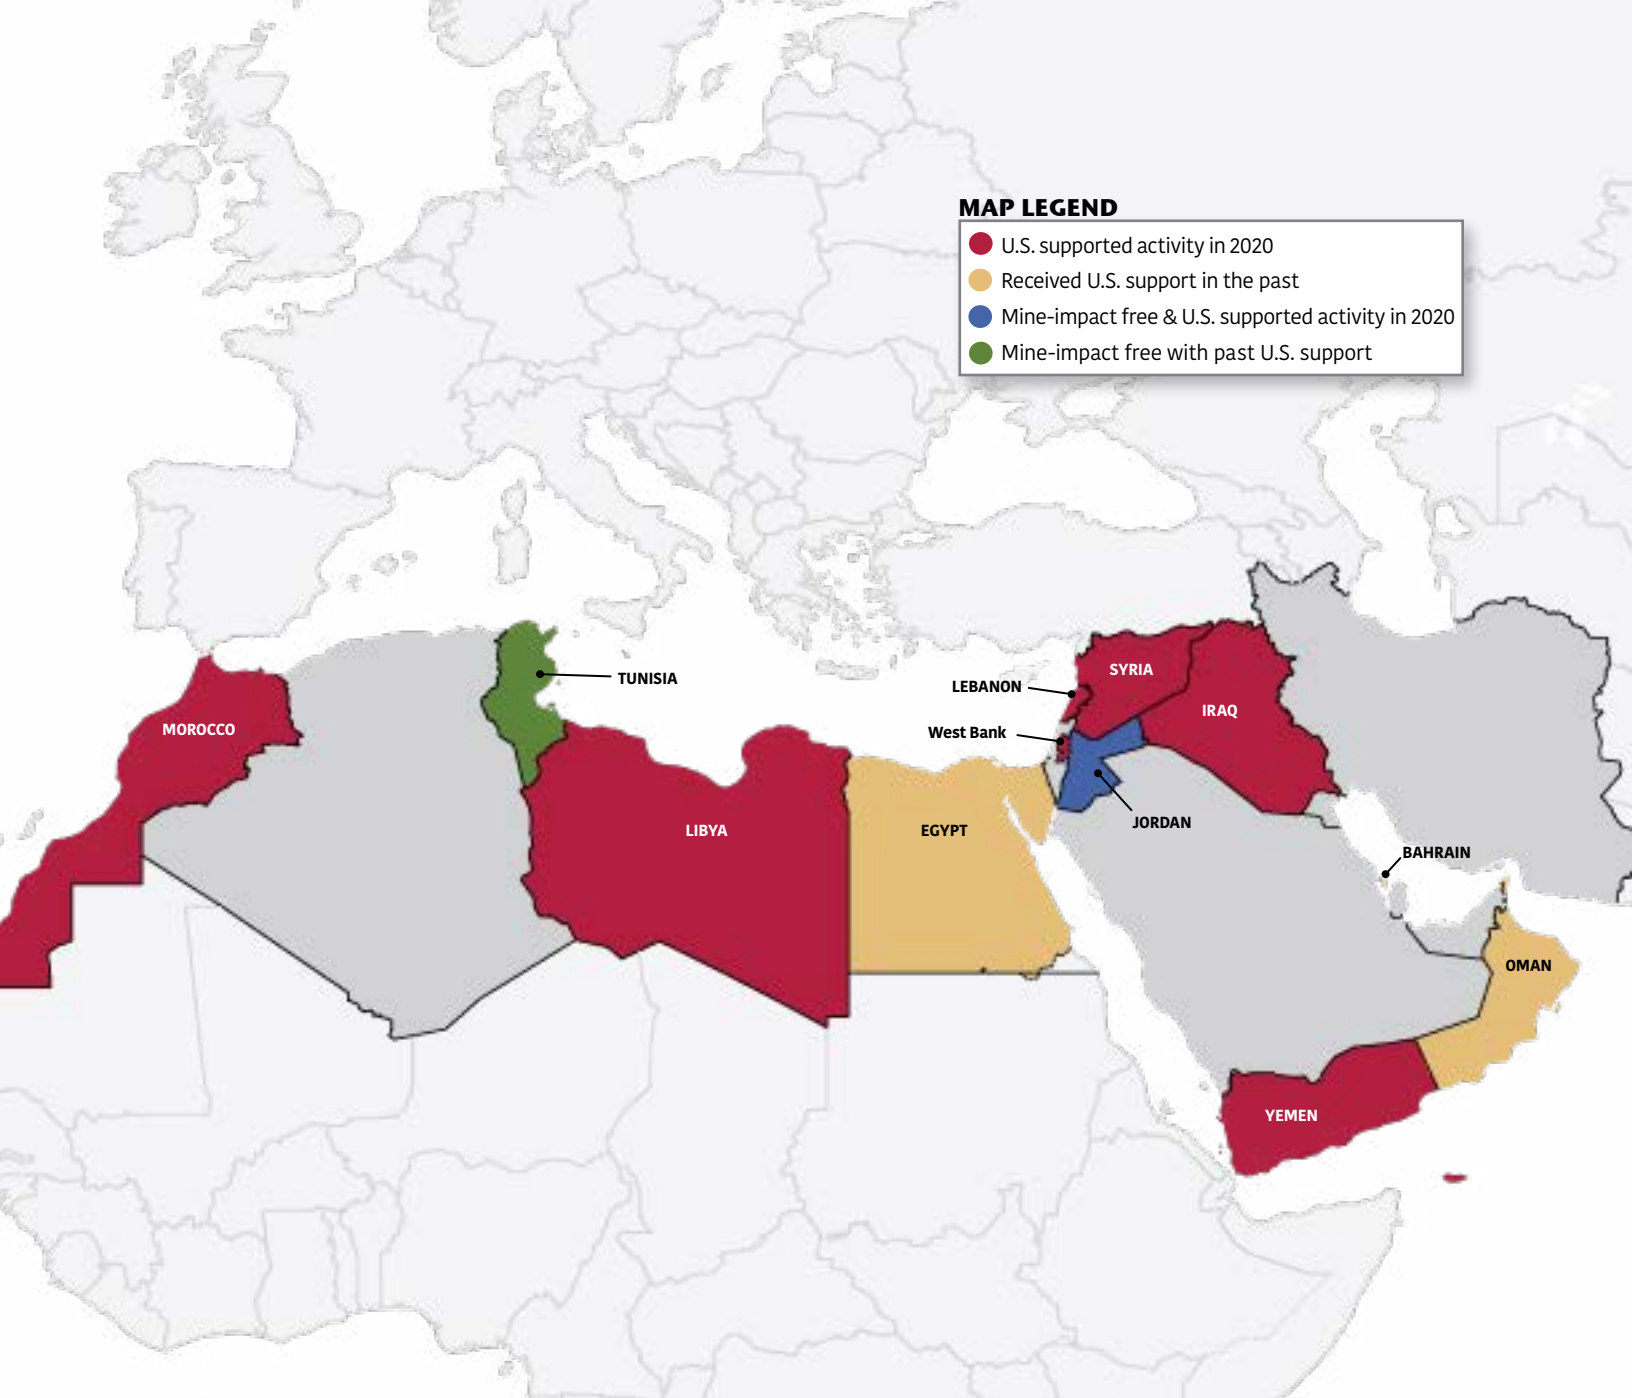 MAP LEGEND
U.S. supported activity in 2020
Received U.S. support in the past
Mine-impact free & U.S. supported activity in 2020
Mine-impact free with past U.S. support
TUNISIA
SYRIA
LEBANON
IRAQ
MOROCCO
West Bank
JORDAN
LIBYA
EGYPT
BAHRAIN
OMAN
YEMEN